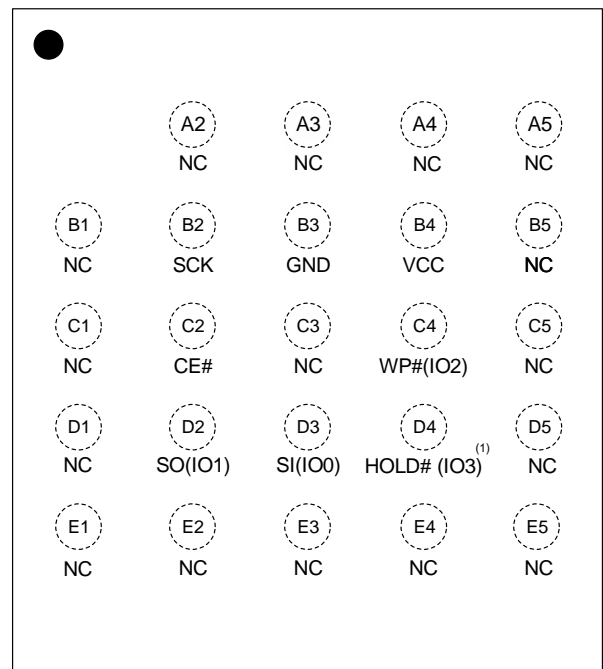 A2 A3 A4 A5
NC NC NC NC
B1 B2 B3 B4 B5
NC SCK GND VCC NC
C1 C2 C3 C4 C5
NC CE# NC WP#(IO2) NC
D1 D2 D3 D4 D5
NC SO(IO1) SI(IO0) HOLD# (IO3)(1) NC
E1 E2 E3 E4 E5
NC NC NC NC NC